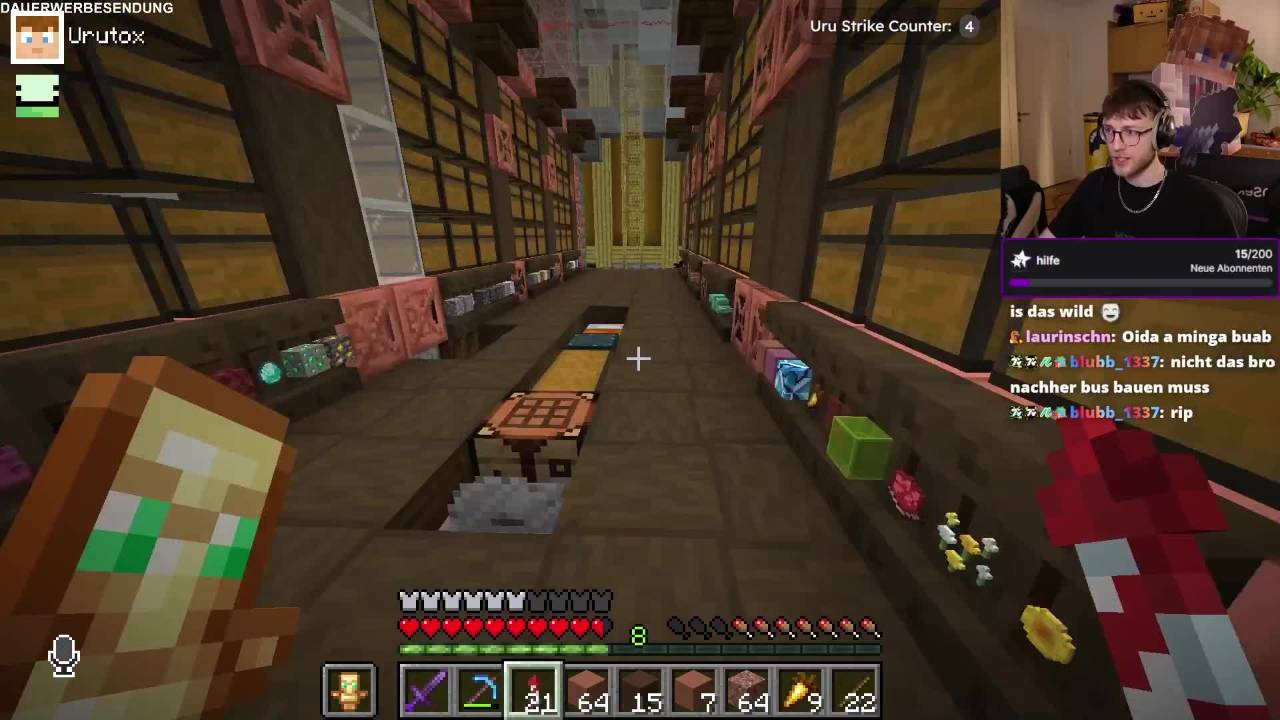 DAUERWERBESENDUNG
Urutox
Uru Strike Counter: 4
hilfe
15/200
Neue Abonnenten
is das wild
laurinschn: Oida a minga buab
blubb_1337: nicht das bro
nachher bus bauen muss
blubb_1337: rip
8
21 64 15 7 64 9 22